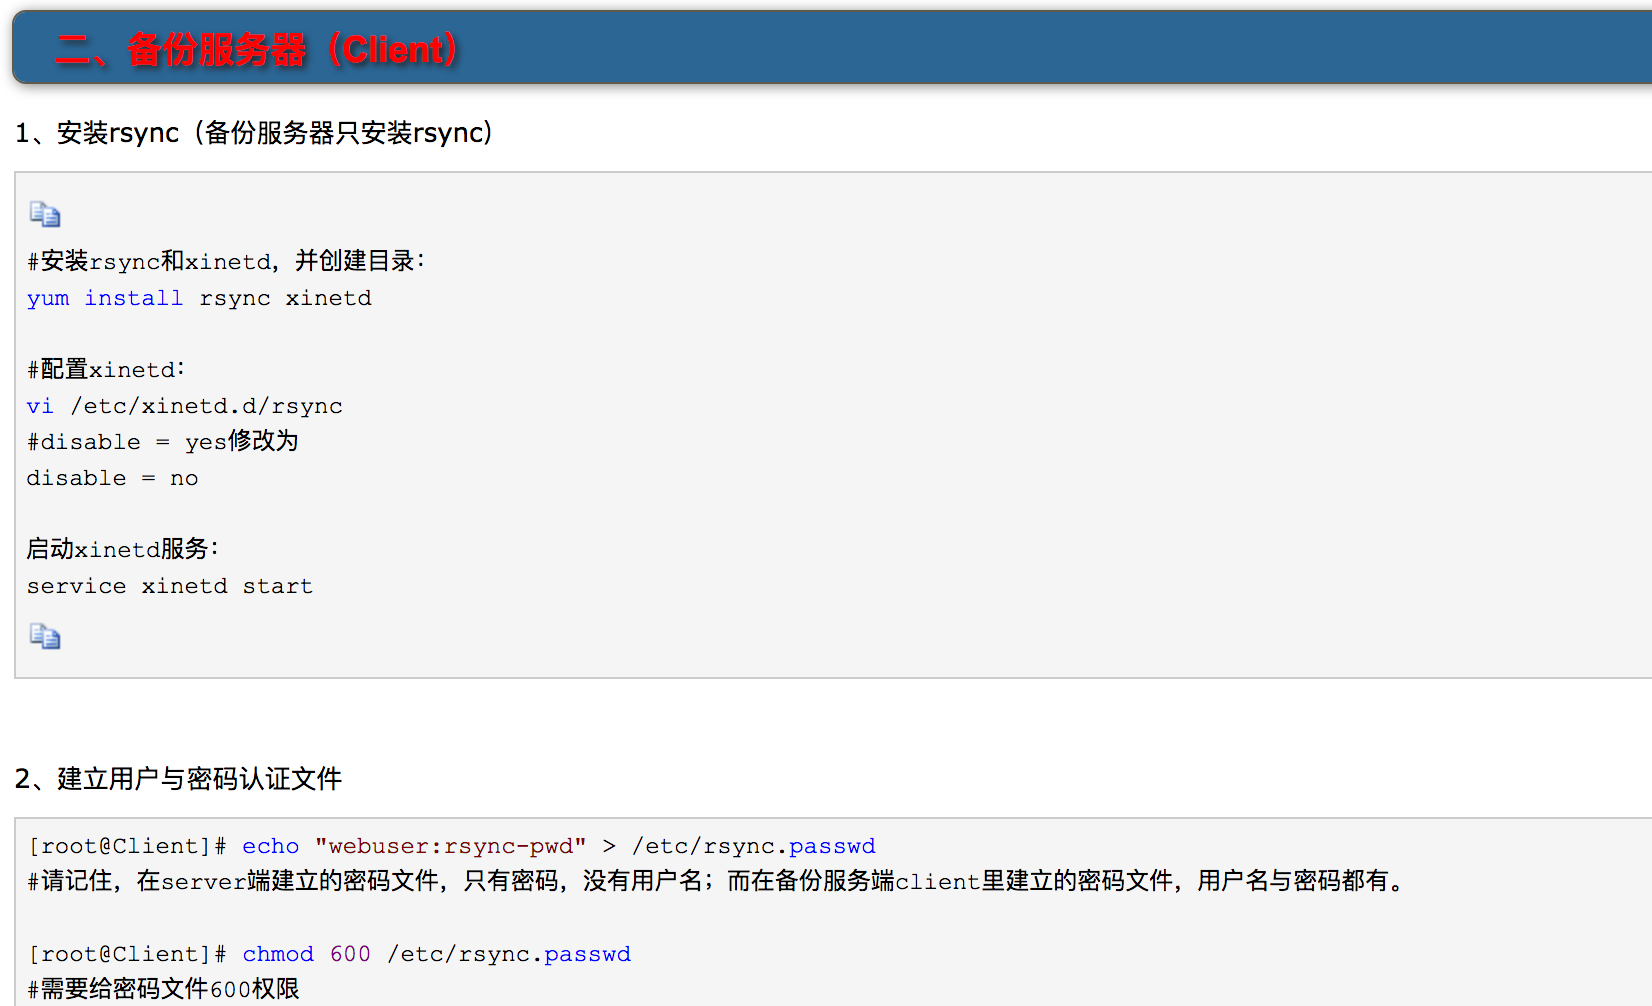 二、备份服务器（Client）
1、安装rsync（备份服务器只安装rsync）
#安装rsync和xinetd，并创建目录：
yum install rsync xinetd
#配置xinetd：
vi /etc/xinetd.d/rsync
#disable = yes修改为
disable = no
启动xinetd服务：
service xinetd start
2、建立用户与密码认证文件
[root@Client]# echo "webuser:rsync-pwd" > /etc/rsync.passwd
#请记住，在server端建立的密码文件，只有密码，没有用户名；而在备份服务端client里建立的密码文件，用户名与密码都有。
[root@Client]# chmod 600 /etc/rsync.passwd
#需要给密码文件600权限